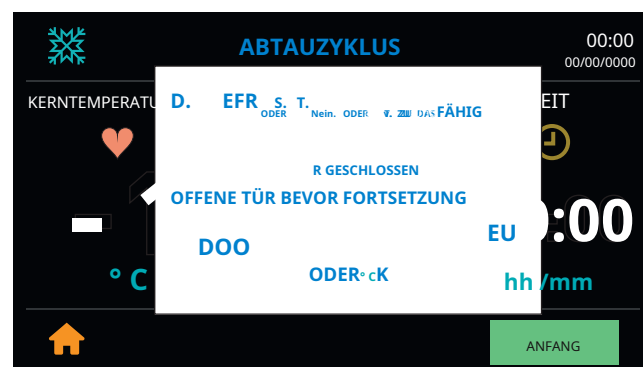 ABTAUZYKLUS
00:00
00/00/0000
KERNTEMPERATU
EIT
D. EFR ODER S. T. Nein. ODER DAS FÄHIG
R GESCHLOSSEN
OFFENE TÜR BEVOR FORTSETZUNG
DOO
EU
ODER° CK
:00
° C
hh/mm
ANFANG